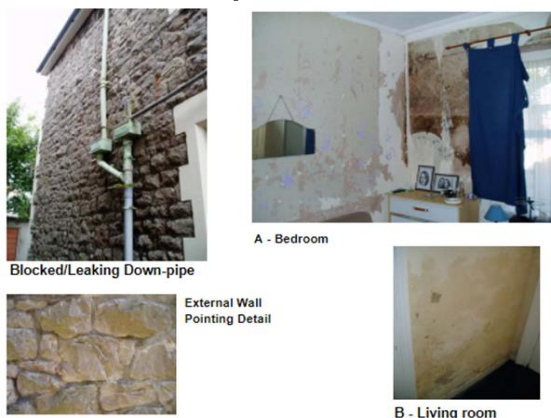 Blocked/Leaking Down-pipe
A - Bedroom
External Wall
Pointing Detail
B - Living room